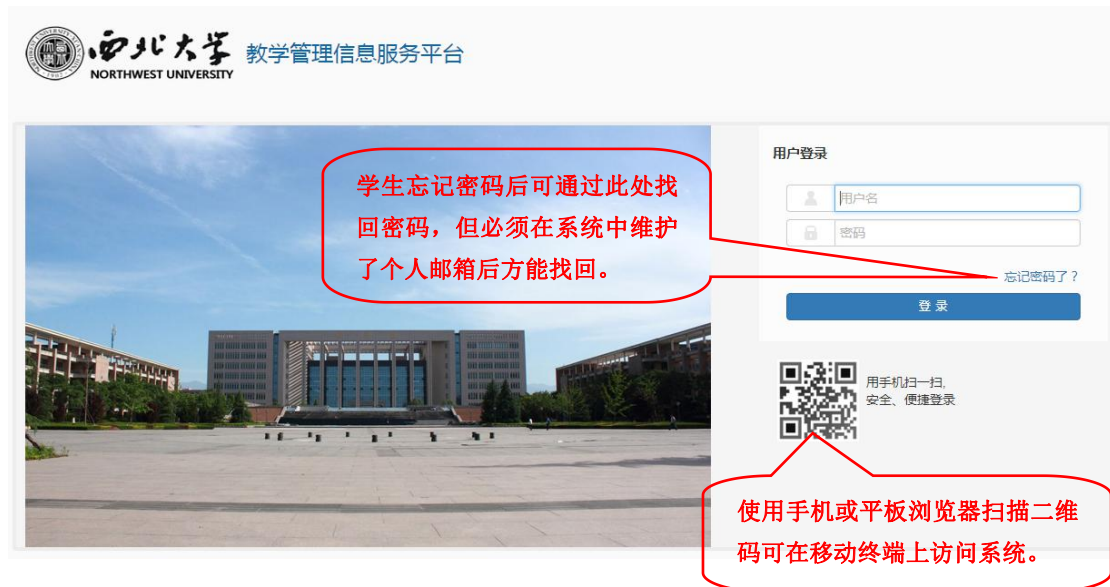 西北大学
NORTHWEST UNIVERSITY
教学管理信息服务平台
用户登录
用户名
密码
忘记密码了?
登 录
用手机扫一扫,
安全、便捷登录
学生忘记密码后可通过此处找
回密码，但必须在系统中维护
了个人邮箱后方能找回。
使用手机或平板浏览器扫描二维
码可在移动终端上访问系统。